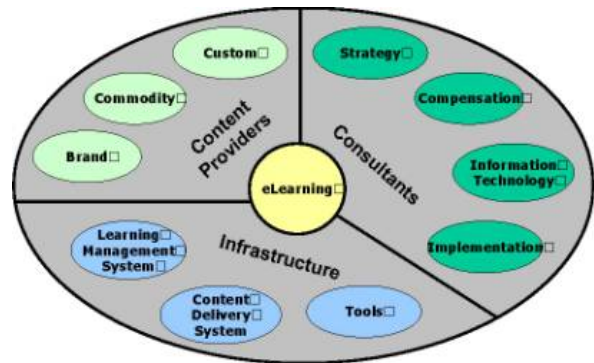 Custom□
Commodity□
Brand□
Content
Providers
Strategy□
Compensation□
Information□
Technology□
Implementation□
Consultants
eLearning□
Infrastructure
Learning□
Management□
System□
Content□
Delivery□
System
Tools□